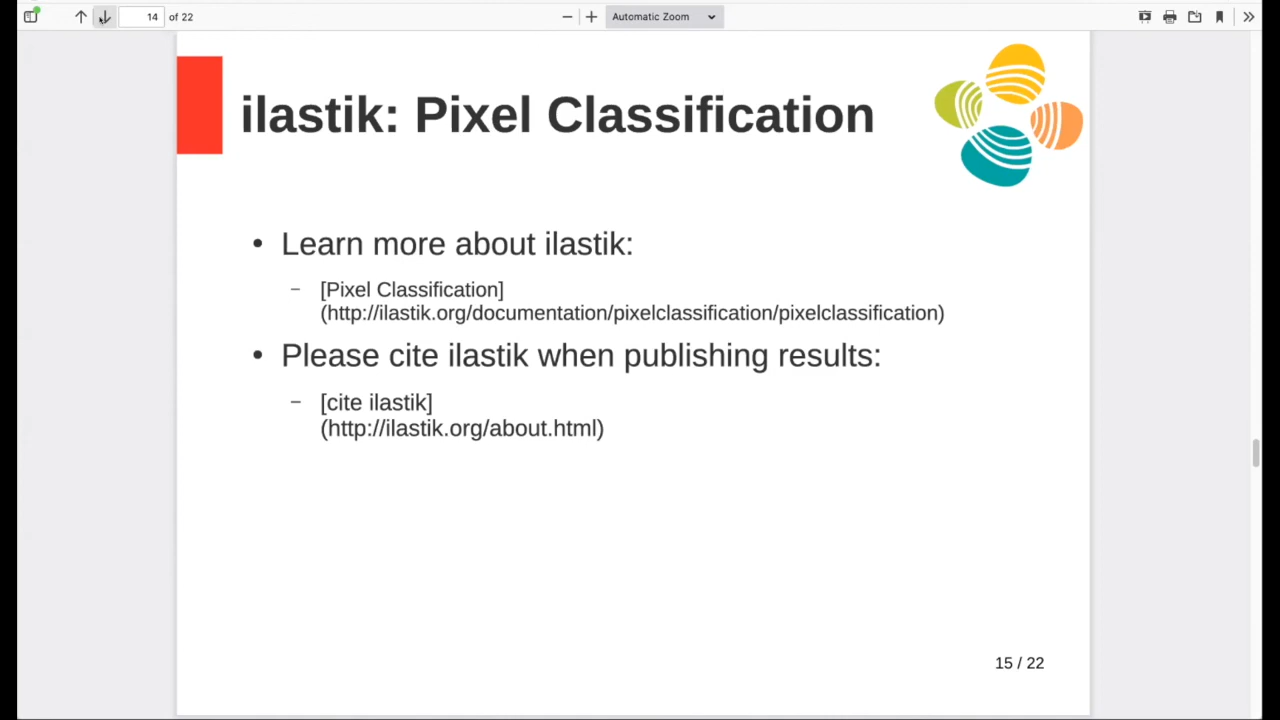 14 of 22
Automatic Zoom
ilastik: Pixel Classification
• Learn more about ilastik:
– [Pixel Classification]
(http://ilastik.org/documentation/pixelclassification/pixelclassification)
• Please cite ilastik when publishing results:
– [cite ilastik]
(http://ilastik.org/about.html)
15 / 22